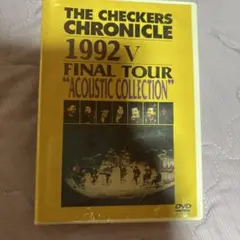 THE CHECKERS
CHRONICLE
1992 V
FINAL TOUR
"ACOUSTIC COLLECTION"
DVD